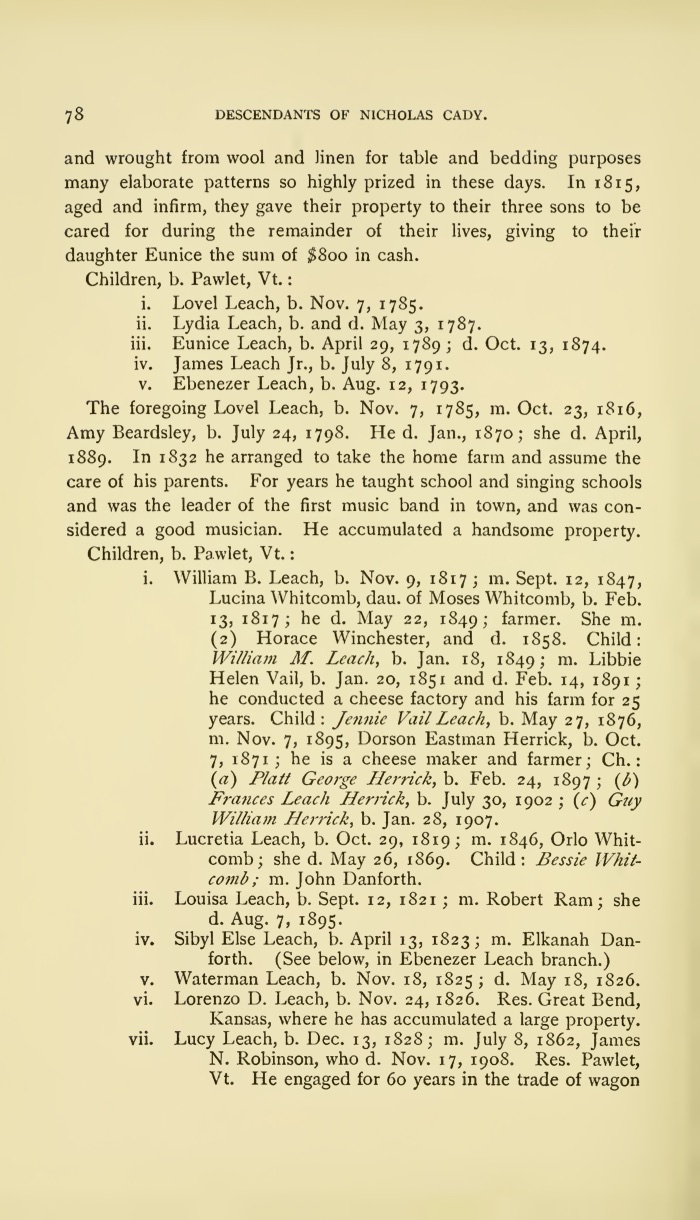 78 DESCENDANTS OF NICHOLAS CADY.
and wrought from wool and linen for table and bedding purposes
many elaborate patterns so highly prized in these days. In 1815,
aged and infirm, they gave their property to their three sons to be
cared for during the remainder of their lives, giving to their
daughter Eunice the sum of $800 in cash.
Children, b. Pawlet, Vt. :
i. Lovel Leach, b. Nov. 7, 1785.
ii. Lydia Leach, b. and d. May 3, 1787.
iii. Eunice Leach, b. April 29, 1789 ; d. Oct. 13, 1874.
iv. James Leach Jr., b. July 8, 1791.
v. Ebenezer Leach, b. Aug. 12, 1793.
The foregoing Lovel Leach, b. Nov. 7, 1785, m. Oct. 23, 1816,
Amy Beardsley, b. July 24, 1798. He d. Jan., 1870 ; she d. April,
1889. In 1832 he arranged to take the home farm and assume the
care of his parents. For years he taught school and singing schools
and was the leader of the first music band in town, and was con-
sidered a good musician. He accumulated a handsome property.
Children, b. Pawlet, Vt. :
i. William B. Leach, b. Nov. 9, 1817 ; m. Sept. 12, 1847,
Lucina Whitcomb, dau. of Moses Whitcomb, b. Feb.
13, 1817 ; he d. May 22, 1849 ; farmer. She m.
(2) Horace Winchester, and d. 1858. Child :
William M. Leach, b. Jan. 18, 1849 ; m. Libbie
Helen Vail, b. Jan. 20, 1851 and d. Feb. 14, 1891 ;
he conducted a cheese factory and his farm for 25
years. Child : Jennie Vail Leach, b. May 27, 1876,
m. Nov. 7, 1895, Dorson Eastman Herrick, b. Oct.
7, 1871 ; he is a cheese maker and farmer ; Ch. :
(a) Platt George Herrick, b. Feb. 24, 1897 ; (b)
Frances Leach Herrick, b. July 30, 1902 ; (c) Guy
William Herrick, b. Jan. 28, 1907.
ii. Lucretia Leach, b. Oct. 29, 1819 ; m. 1846, Orlo Whit-
comb ; she d. May 26, 1869. Child : Bessie Whit-
comb ; m. John Danforth.
iii. Louisa Leach, b. Sept. 12, 1821 ; m. Robert Ram ; she
d. Aug. 7, 1895.
iv. Sibyl Else Leach, b. April 13, 1823 ; m. Elkanah Dan-
forth. (See below, in Ebenezer Leach branch.)
v. Waterman Leach, b. Nov. 18, 1825 ; d. May 18, 1826.
vi. Lorenzo D. Leach, b. Nov. 24, 1826. Res. Great Bend,
Kansas, where he has accumulated a large property.
vii. Lucy Leach, b. Dec. 13, 1828 ; m. July 8, 1862, James
N. Robinson, who d. Nov. 17, 1908. Res. Pawlet,
Vt. He engaged for 60 years in the trade of wagon